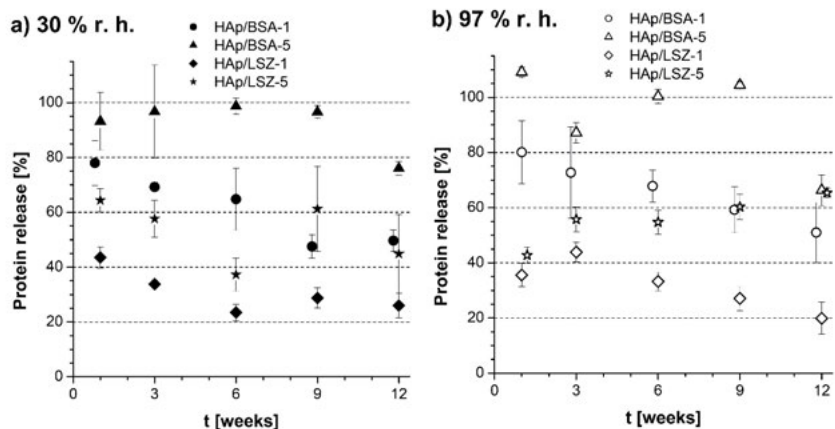 a) 30 % r. h.
HAp/BSA-1
HAp/BSA-5
HAp/LSZ-1
HAp/LSZ-5
Protein release [%]
100
80
60
40
20
0
0 3 6 9 12
t [weeks]
b) 97 % r. h.
HAp/BSA-1
HAp/BSA-5
HAp/LSZ-1
HAp/LSZ-5
Protein release [%]
100
80
60
40
20
0
0 3 6 9 12
t [weeks]